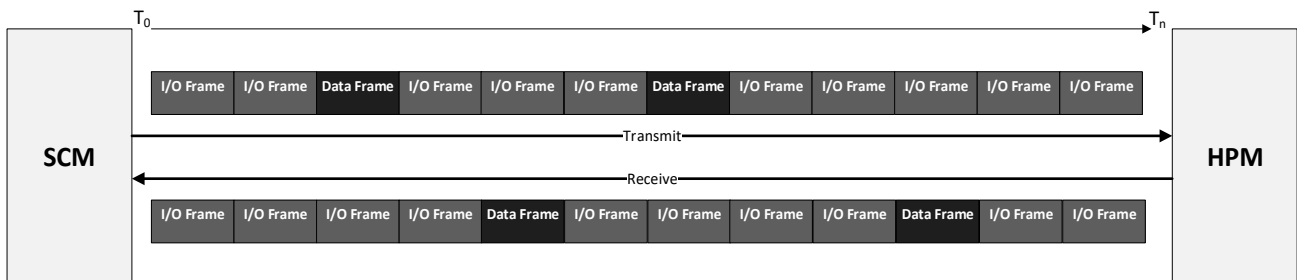 T0 Tn
I/O Frame I/O Frame Data Frame I/O Frame I/O Frame I/O Frame Data Frame I/O Frame I/O Frame I/O Frame I/O Frame I/O Frame
Transmit
SCM HPM
Receive
I/O Frame I/O Frame I/O Frame I/O Frame Data Frame I/O Frame I/O Frame I/O Frame I/O Frame Data Frame I/O Frame I/O Frame